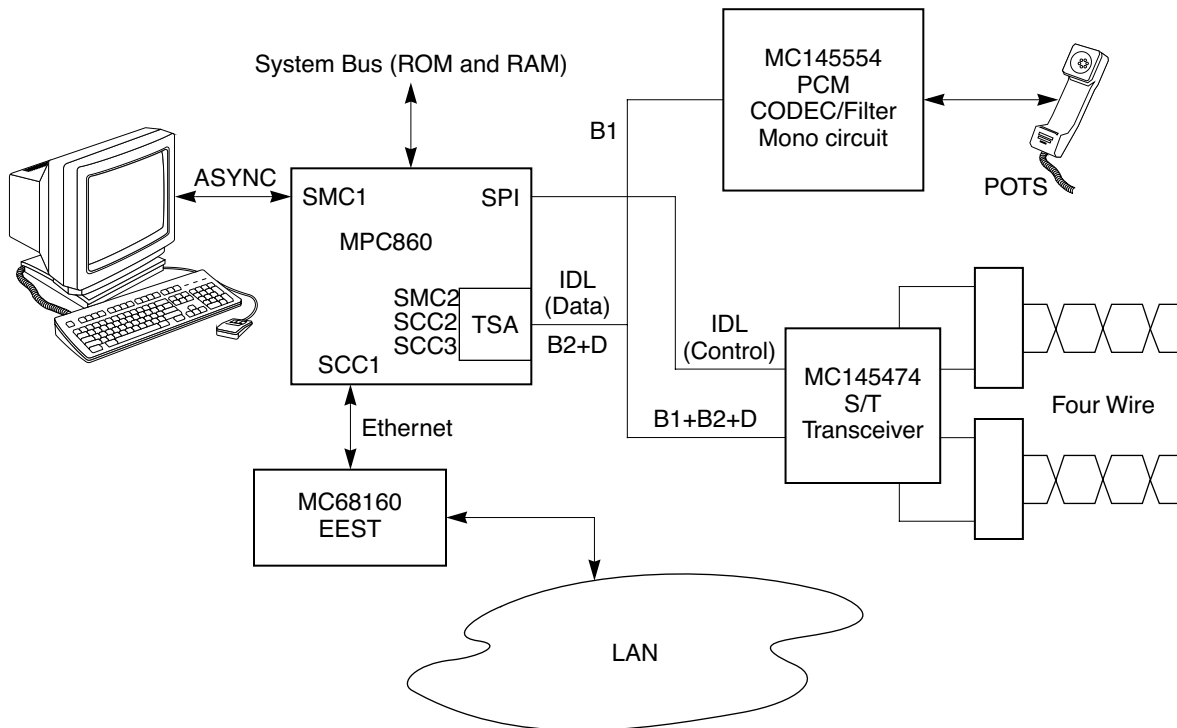 System Bus (ROM and RAM)
MC145554
PCM
CODEC/Filter
Mono circuit
B1
POTS
ASYNC
SMC1
SPI
MPC860
SMC2
SCC2
SCC3
TSA
SCC1
IDL
(Data)
B2+D
IDL
(Control)
MC145474
S/T
Transceiver
B1+B2+D
Four Wire
Ethernet
MC68160
EEST
LAN